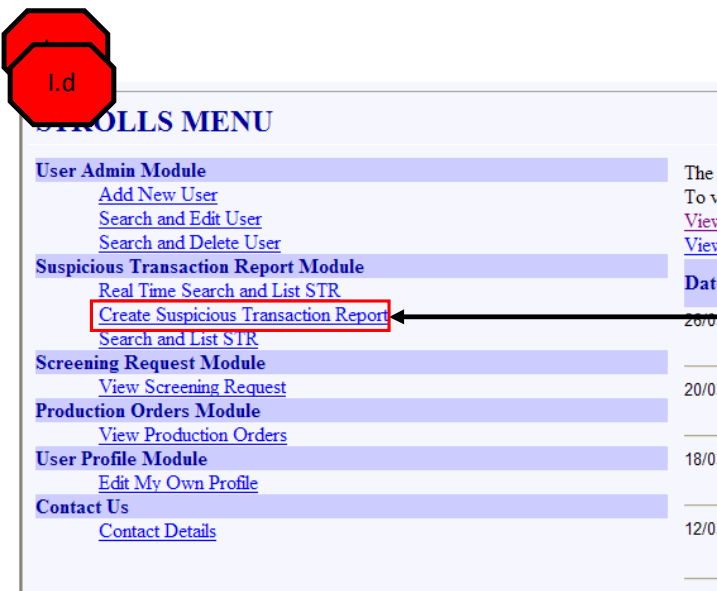 I.d
STROLLS MENU
User Admin Module
Add New User
Search and Edit User
Search and Delete User
Suspicious Transaction Report Module
Real Time Search and List STR
Create Suspicious Transaction Report
Search and List STR
Screening Request Module
View Screening Request
Production Orders Module
View Production Orders
User Profile Module
Edit My Own Profile
Contact Us
Contact Details
The
To
View
View
Dat
26/0
20/0
18/0
12/0